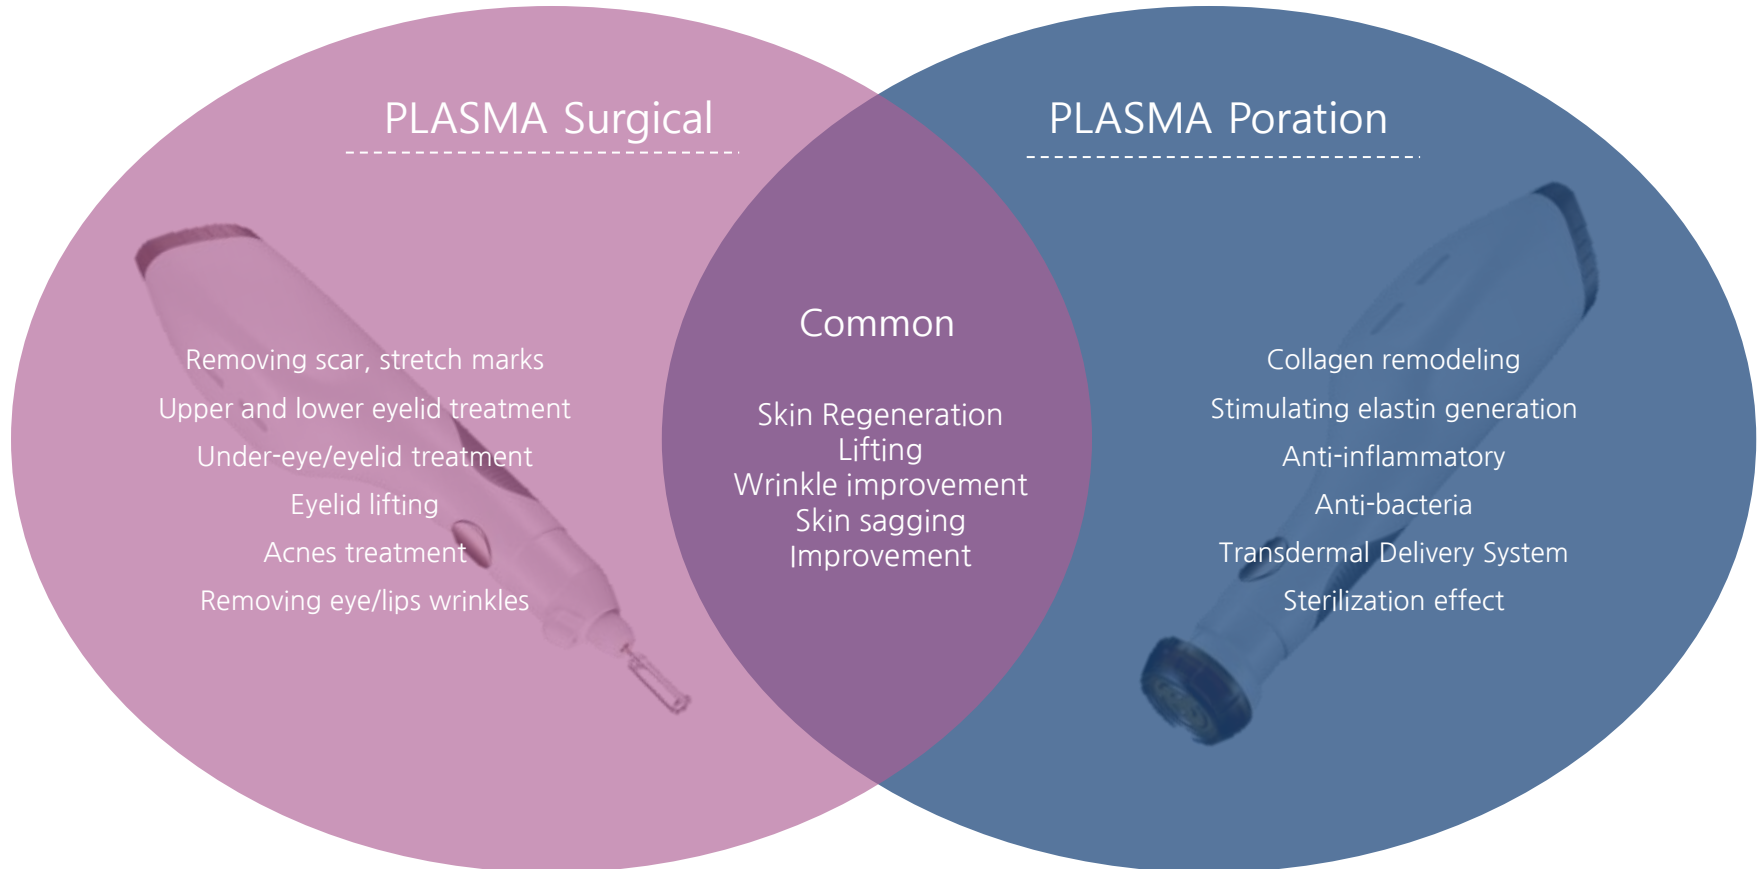 PLASMA Surgical
Removing scar, stretch marks
Upper and lower eyelid treatment
Under-eye/eyelid treatment
Eyelid lifting
Acnes treatment
Removing eye/lips wrinkles
Common
Skin Regeneration
Lifting
Wrinkle improvement
Skin sagging
Improvement
PLASMA Poration
Collagen remodeling
Stimulating elastin generation
Anti-inflammatory
Anti-bacteria
Transdermal Delivery System
Sterilization effect